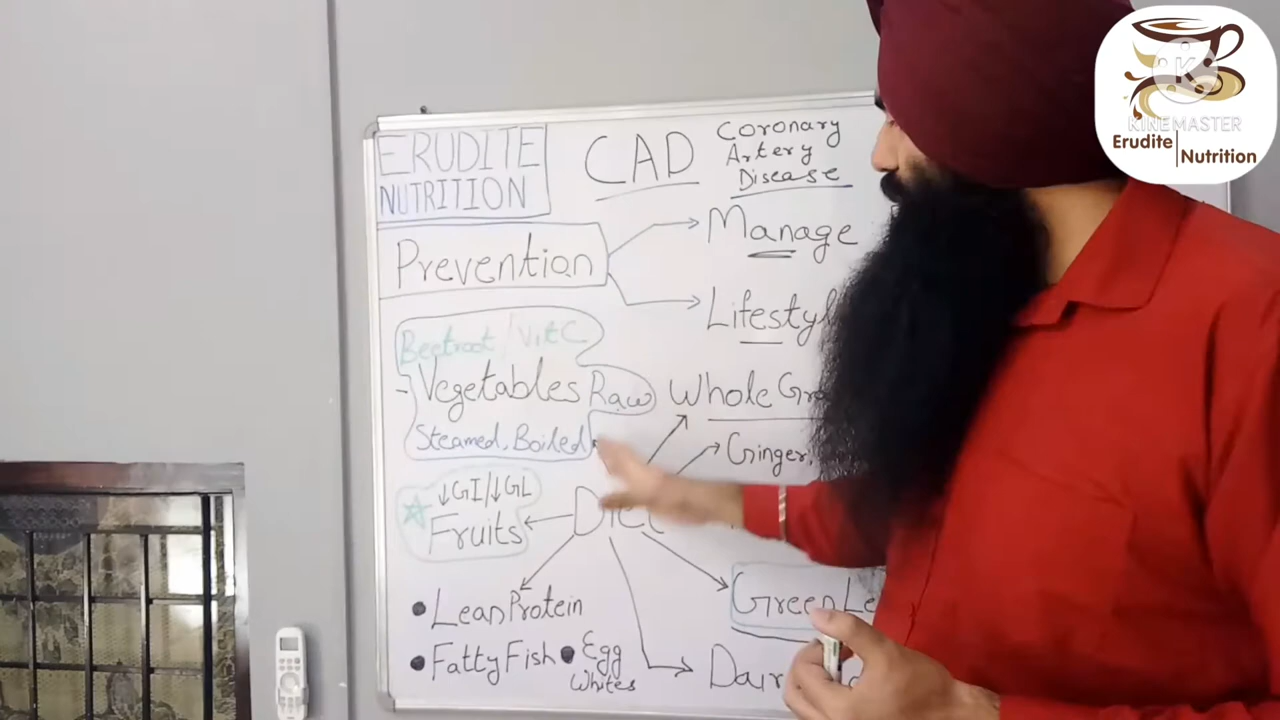 ERUDITE
NUTRITION
CAD
Coronary
Artery
Disease
Prevention
Manage
Lifestyl
Beetroot / Vit C
- Vegetables Raw
Steamed, Boiled
Whole Gr
Ginger,
↓GI/↓GL
Fruits
Diet
• Lean Protein
• Fatty Fish • Egg
Whites
Green Le
Dair
K
KINEMASTER
Erudite | Nutrition